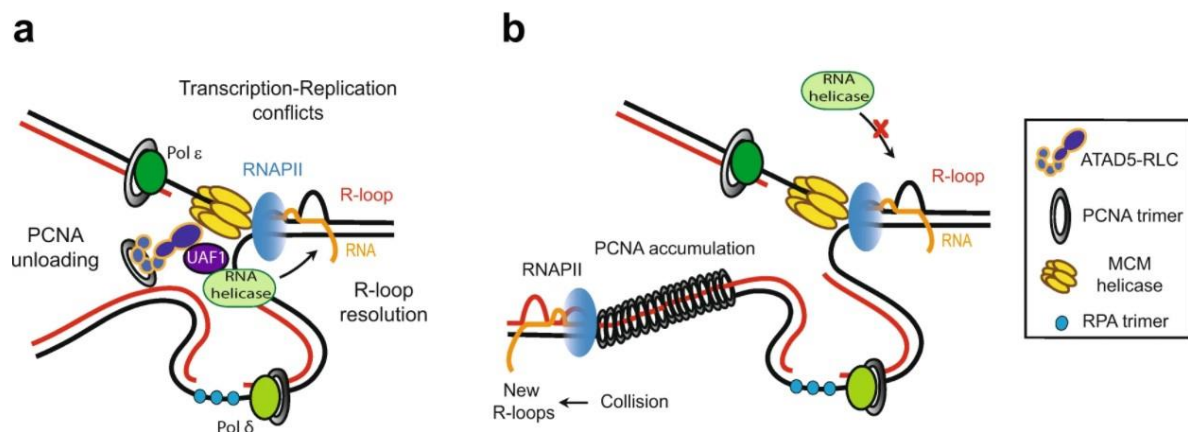 a
Transcription-Replication
conflicts
Pol ε
RNAPII
R-loop
PCNA
unloading
UAF1
RNA
RNA
helicase
R-loop
resolution
Pol δ
b
RNA
helicase
X
R-loop
RNA
PCNA accumulation
RNAPII
New
R-loops
Collision
ATAD5-RLC
PCNA trimer
MCM
helicase
RPA trimer